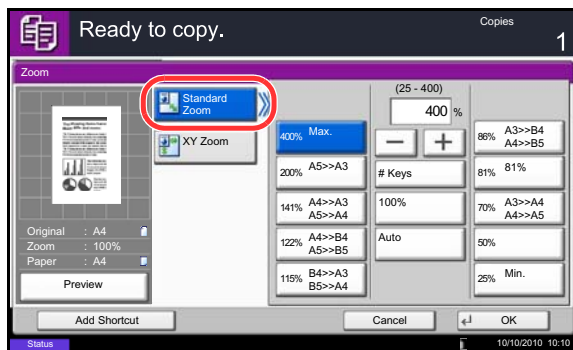 Ready to copy.
Copies
1
Zoom
Standard
Zoom
XY Zoom
(25 - 400)
400 %
400% Max.
200% A5>>A3
141% A4>>A3
A5>>A4
122% A4>>B4
A5>>B5
115% B4>>A3
B5>>A4
# Keys
100%
Auto
86% A3>>B4
A4>>B5
81% 81%
70% A3>>A4
A4>>A5
50%
25% Min.
Original : A4
Zoom : 100%
Paper : A4
Preview
Add Shortcut
Cancel
OK
Status
10/10/2010 10:10